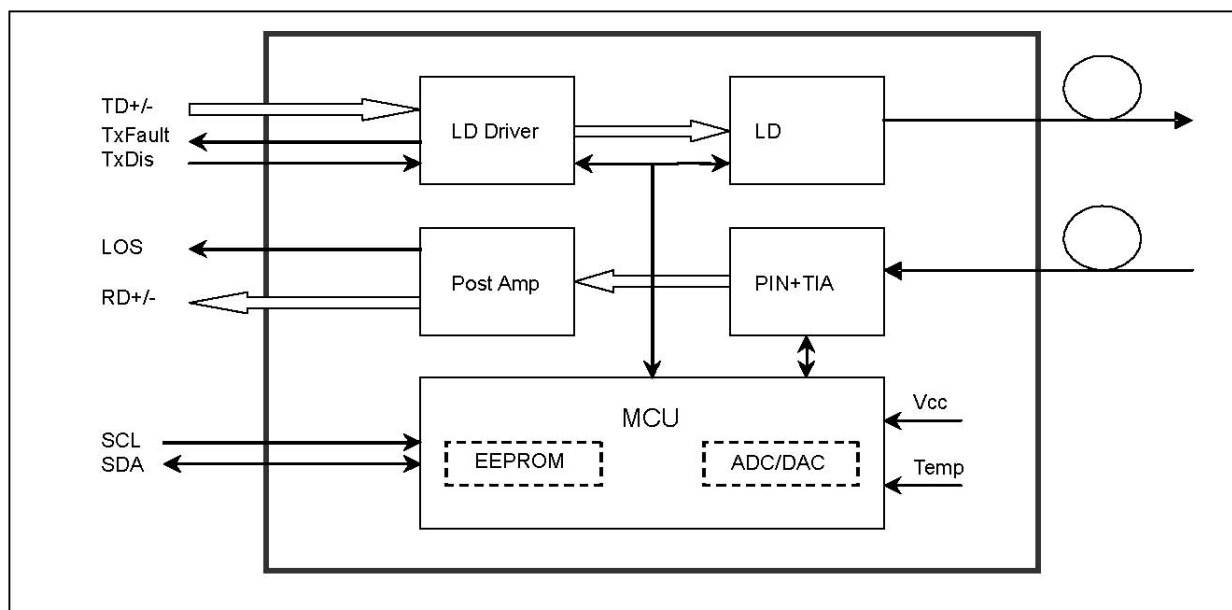 TD+/-
TxFault
TxDis
LD Driver
LD
LOS
RD+/-
Post Amp
PIN+TIA
MCU
Vcc
SCL
SDA
EEPROM
ADC/DAC
Temp